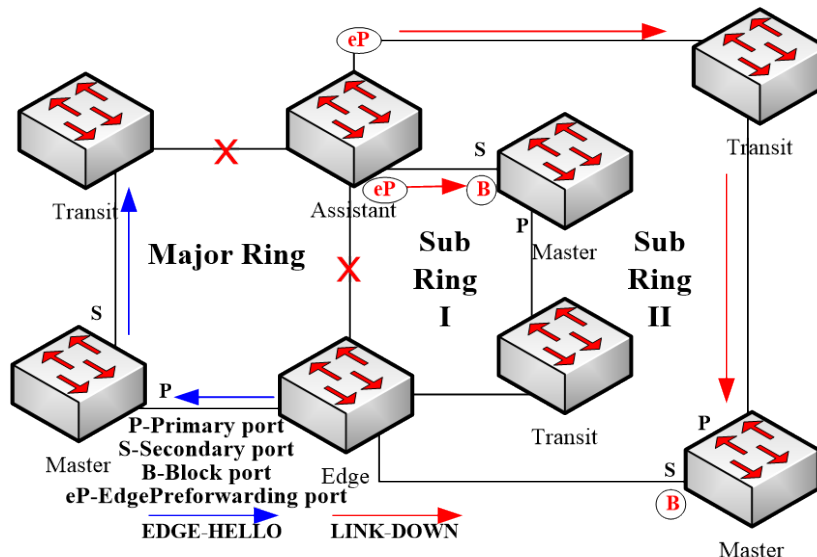 eP
Transit
S
eP
B
Transit
Assistant
P
Master
Major Ring
Sub
Ring
I
Sub
Ring
II
S
P
P-Primary port
S-Secondary port
B-Block port
eP-EdgePreforwarding port
Master
Edge
Transit
P
S
B
EDGE-HELLO
LINK-DOWN
Master